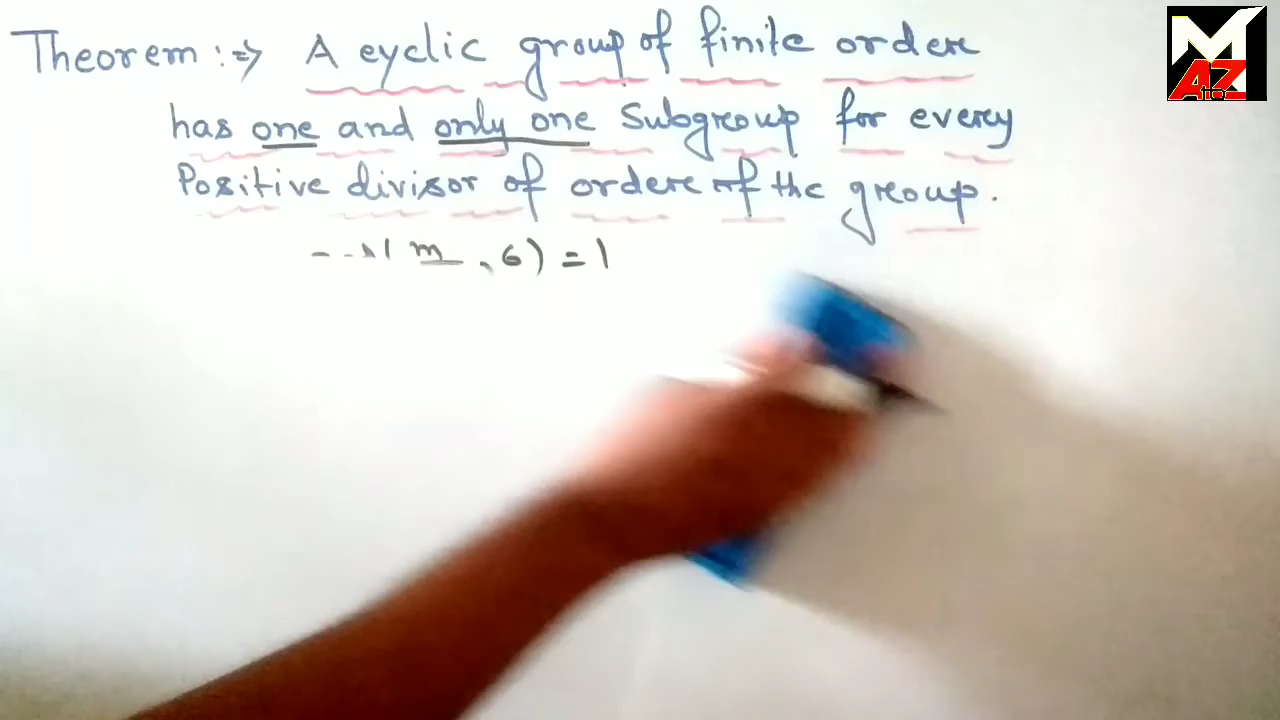 Theorem :⇒ A cyclic group of finite order
has one and only one Subgroup for every
Positive divisor of order of the group.
m , 6) = 1
M
A to Z